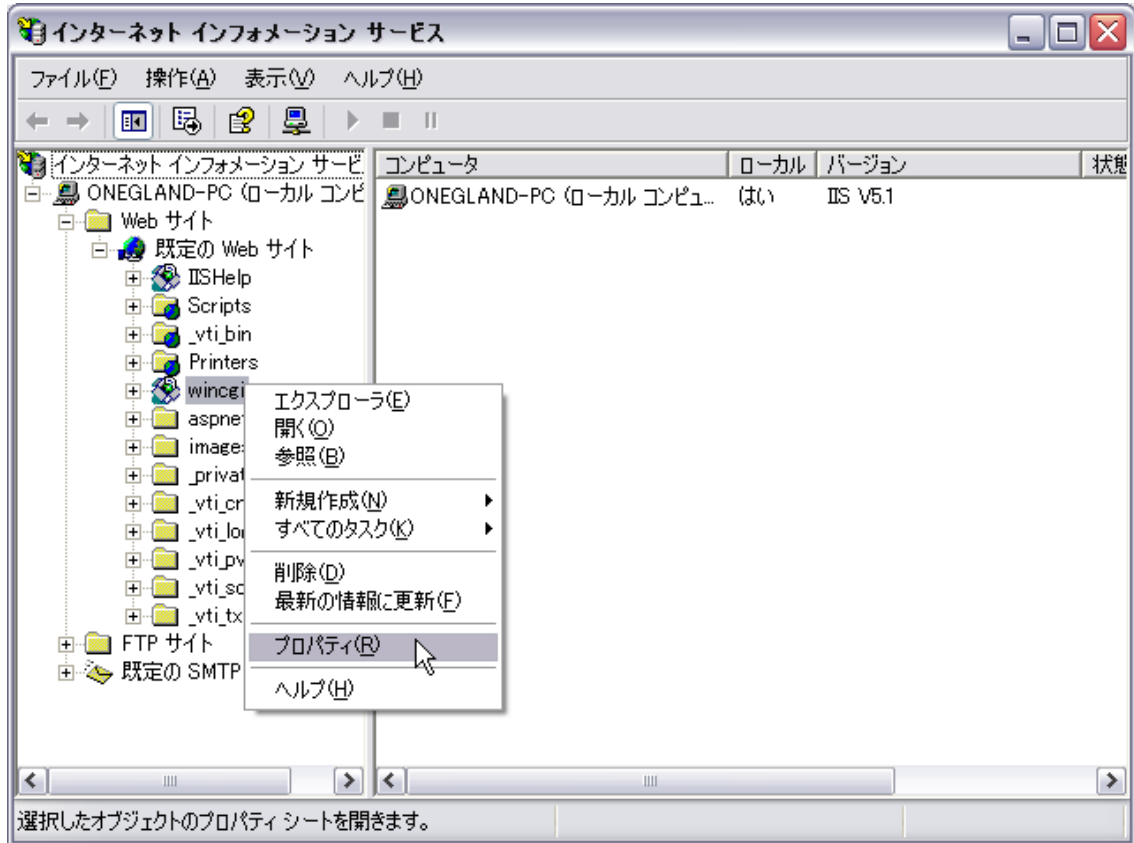 インターネット インフォメーション サービス
ファイル(F) 操作(A) 表示(V) ヘルプ(H)
インターネット インフォメーション サービ
ONEGLAND-PC (ローカル コンピ
Web サイト
既定の Web サイト
IISHelp
Scripts
_vti_bin
Printers
wincgi
aspne
image
_privat
_vti_cn
_vti_lo
_vti_pv
_vti_sc
_vti_tx
FTP サイト
既定の SMTP
コンピュータ ローカル バージョン 状態
ONEGLAND-PC (ローカル コンピュ... はい IIS V5.1
エクスプローラ(E)
開く(O)
参照(B)
新規作成(N)
すべてのタスク(K)
削除(D)
最新の情報に更新(F)
プロパティ(R)
ヘルプ(H)
選択したオブジェクトのプロパティ シートを開きます。